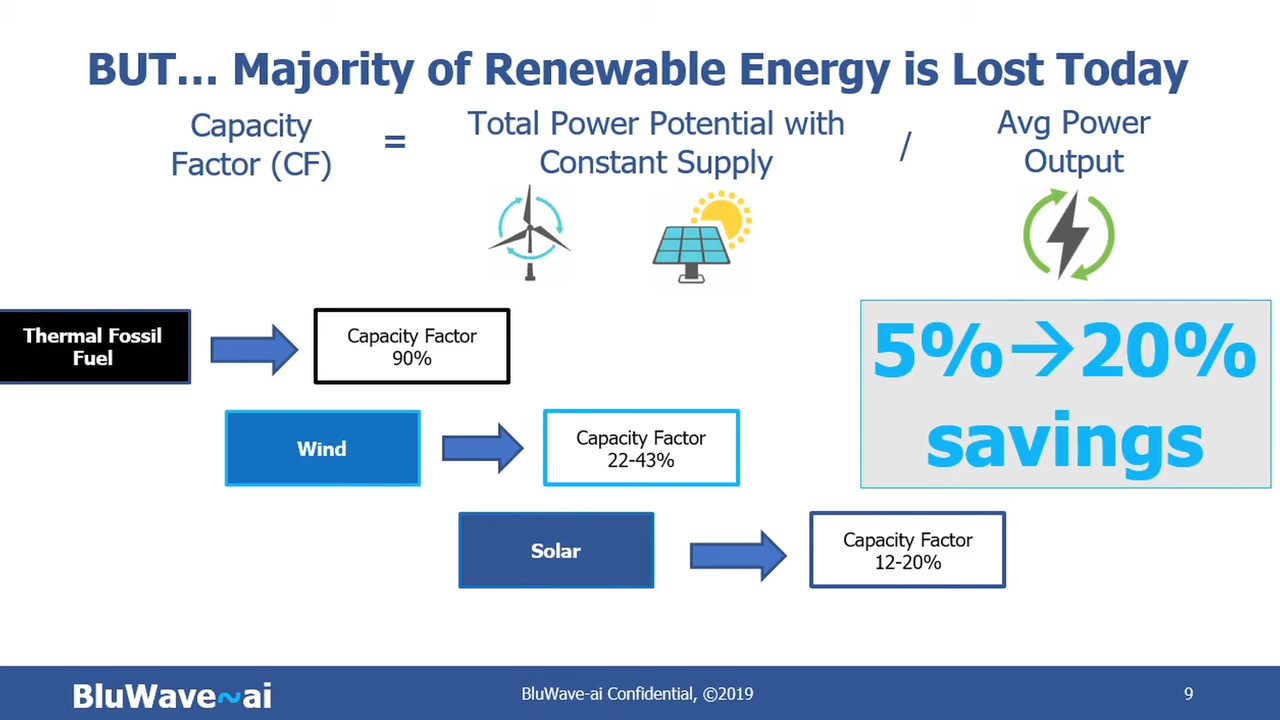 BUT... Majority of Renewable Energy is Lost Today
Capacity
Factor (CF)
=
Total Power Potential with
Constant Supply
/
Avg Power
Output
Thermal Fossil
Fuel
Capacity Factor
90%
5%→20%
savings
Wind
Capacity Factor
22-43%
Solar
Capacity Factor
12-20%
BluWave~ai
BluWave-ai Confidential, ©2019
9